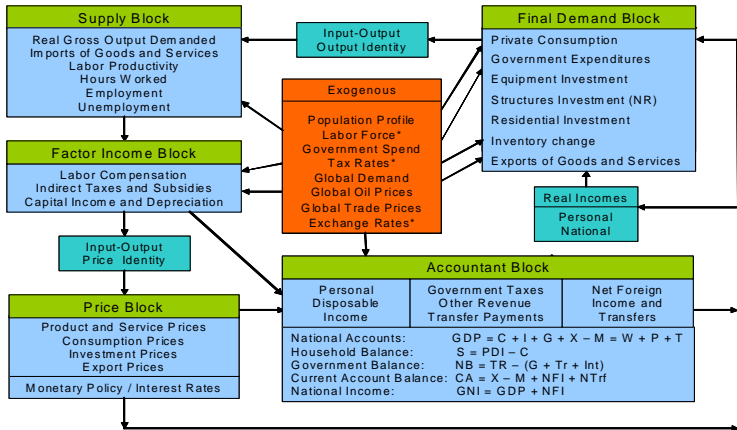 Supply Block
Real Gross Output Demanded
Imports of Goods and Services
Labor Productivity
Hours Worked
Employment
Unemployment
Input-Output
Output Identity
Final Demand Block
Private Consumption
Government Expenditures
Equipment Investment
Structures Investment (NR)
Residential Investment
Inventory change
Exports of Goods and Services
Exogenous
Population Profile
Labor Force*
Government Spend
Tax Rates*
Global Demand
Global Oil Prices
Global Trade Prices
Exchange Rates*
Factor Income Block
Labor Compensation
Indirect Taxes and Subsidies
Capital Income and Depreciation
Real Incomes
Personal
National
Input-Output
Price Identity
Accountant Block
Personal
Disposable
Income
Government Taxes
Other Revenue
Transfer Payments
Net Foreign
Income and
Transfers
National Accounts: GDP = C + I + G + X – M = W + P + T
Household Balance: S = PDI – C
Government Balance: NB = TR – (G + Tr + Int)
Current Account Balance: CA = X – M + NFI + NTrf
National Income: GNI = GDP + NFI
Price Block
Product and Service Prices
Consumption Prices
Investment Prices
Export Prices
Monetary Policy / Interest Rates